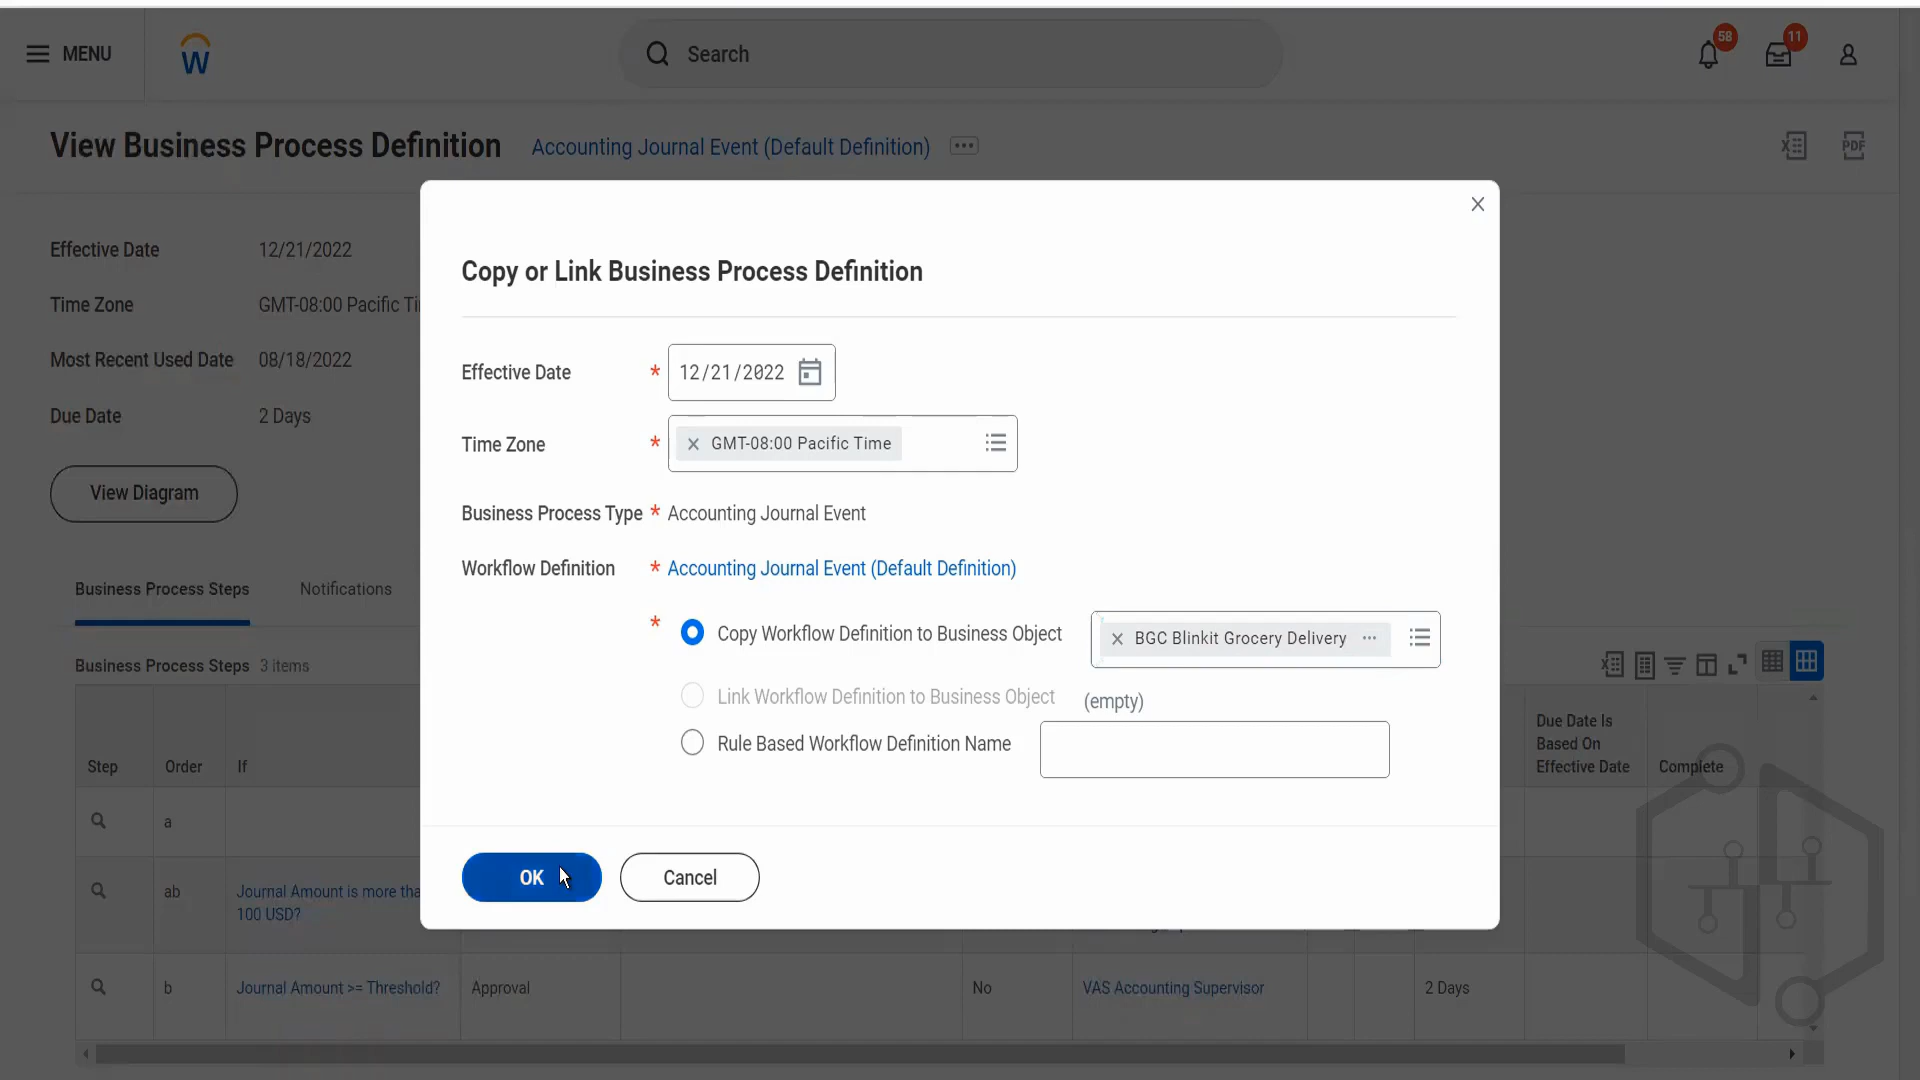 MENU
W
Search
58
11
View Business Process Definition
Accounting Journal Event (Default Definition)
PDF
Effective Date
12/21/2022
Time Zone
GMT-08:00 Pacific
Most Recent Used Date
08/18/2022
Due Date
2 Days
View Diagram
Business Process Steps
Notifications
Business Process Steps 3 items
Copy or Link Business Process Definition
Effective Date * 12/21/2022
Time Zone * GMT-08:00 Pacific Time
Business Process Type * Accounting Journal Event
Workflow Definition * Accounting Journal Event (Default Definition)
* Copy Workflow Definition to Business Object
BGC Blinkit Grocery Delivery
Link Workflow Definition to Business Object
(empty)
Rule Based Workflow Definition Name
OK
Cancel
Step
Order
If
Due Date Is
Based On
Effective Date
Complete
a
ab
Journal Amount is more
100 USD?
b
Journal Amount >= Threshold?
Approval
No
VAS Accounting Supervisor
2 Days